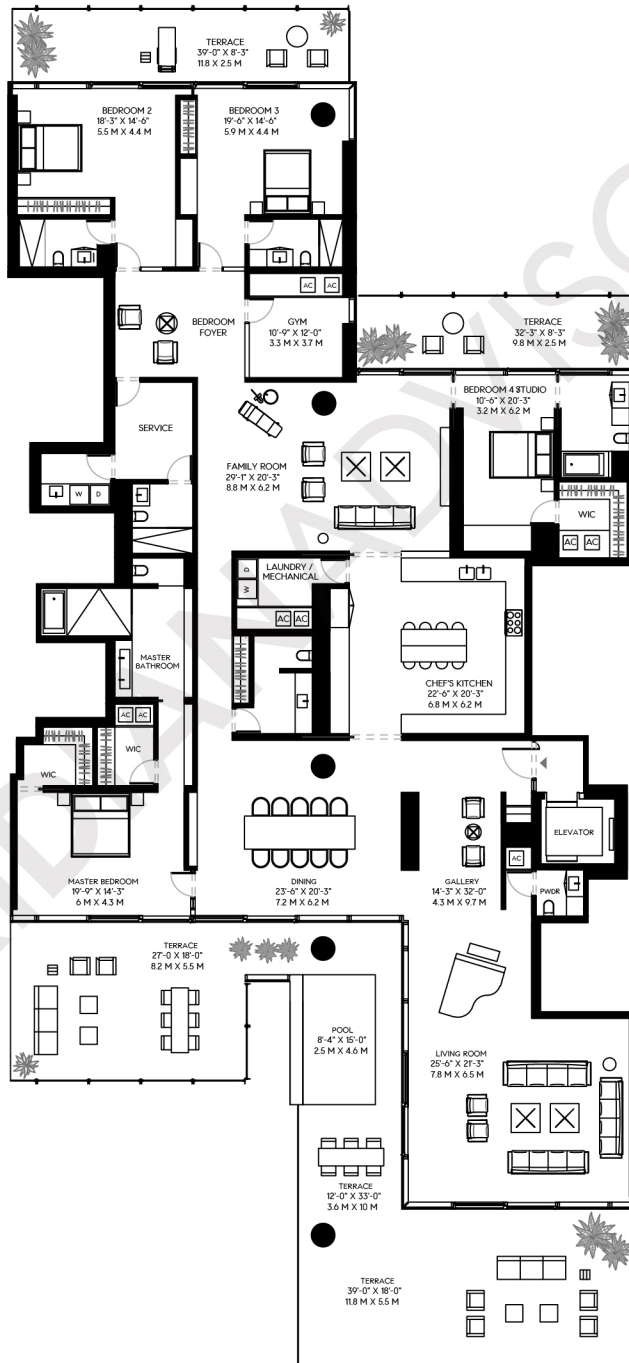 TERRACE
39'-0" X 8'-3"
11.8 X 2.5 M
BEDROOM 2
18'-3" X 14'-6"
5.5 M X 4.4 M
BEDROOM 3
19'-6" X 14'-6"
5.9 M X 4.4 M
BEDROOM
FOYER
AC AC
GYM
10'-9" X 12'-0"
3.3 M X 3.7 M
TERRACE
32'-3" X 8'-3"
9.8 M X 2.5 M
BEDROOM 4 STUDIO
10'-6" X 20'-3"
3.2 M X 6.2 M
SERVICE
W D
FAMILY ROOM
29'-1" X 20'-3"
8.8 M X 6.2 M
WIC
AC AC
D
W
LAUNDRY /
MECHANICAL
AC AC
MASTER
BATHROOM
CHEF'S KITCHEN
22'-6" X 20'-3"
6.8 M X 6.2 M
AC AC
WIC
WIC
MASTER BEDROOM
19'-9" X 14'-3"
6 M X 4.3 M
DINING
23'-6" X 20'-3"
7.2 M X 6.2 M
GALLERY
14'-3" X 32'-0"
4.3 M X 9.7 M
ELEVATOR
AC
PWDR
TERRACE
27'-0 X 18'-0"
8.2 M X 5.5 M
POOL
8'-4" X 15'-0"
2.5 M X 4.6 M
LIVING ROOM
25'-6" X 21'-3"
7.8 M X 6.5 M
TERRACE
12'-0" X 33'-0"
3.6 M X 10 M
TERRACE
39'-0" X 18'-0"
11.8 M X 5.5 M